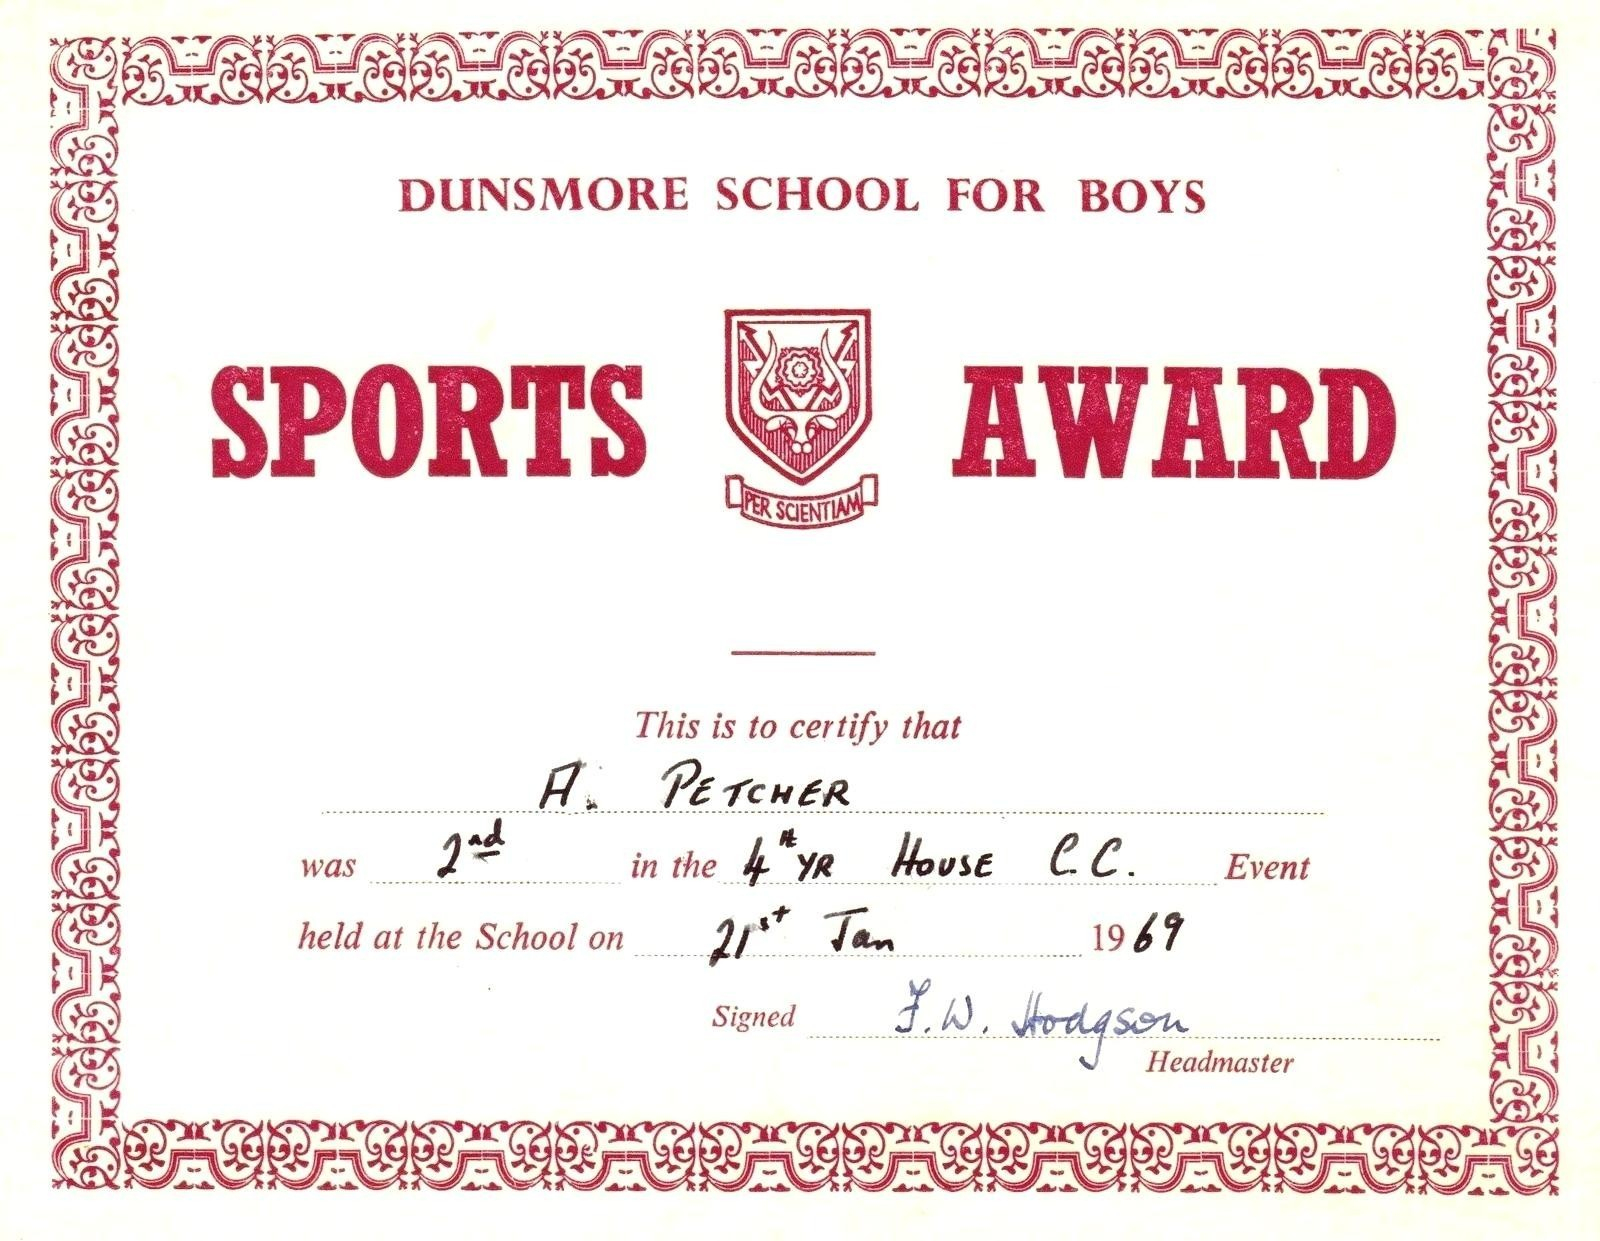 DUNSMORE SCHOOL FOR BOYS
SPORTS AWARD
PER SCIENTIAM
This is to certify that
A. PETCHER
was 2nd in the 4th YR HOUSE C.C. Event
held at the School on 21st Jan 1969
Signed F.W. Hodgson
Headmaster